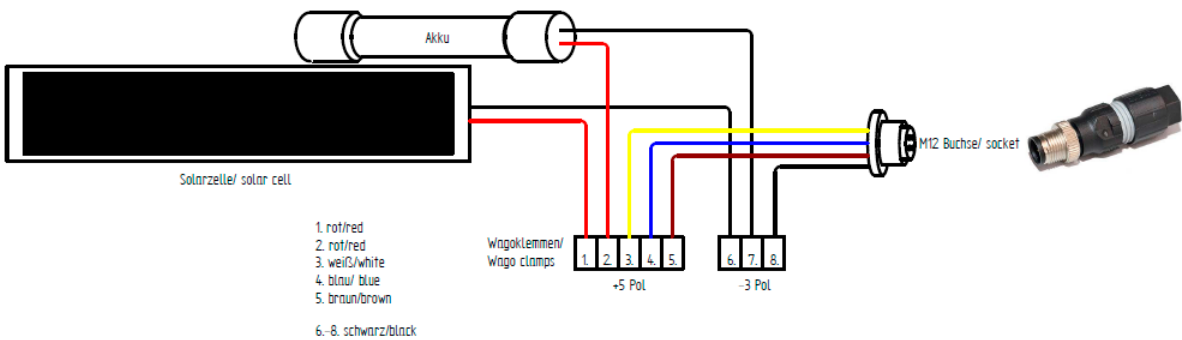 Akku
M12 Buchse/ socket
Solarzelle/ solar cell
1. rot/red
2. rot/red
3. weiß/white
4. blau/ blue
5. braun/brown
6.-8. schwarz/black
Wagoklemmen/
Wago clamps
1. 2. 3. 4. 5.
6. 7. 8.
+5 Pol
-3 Pol